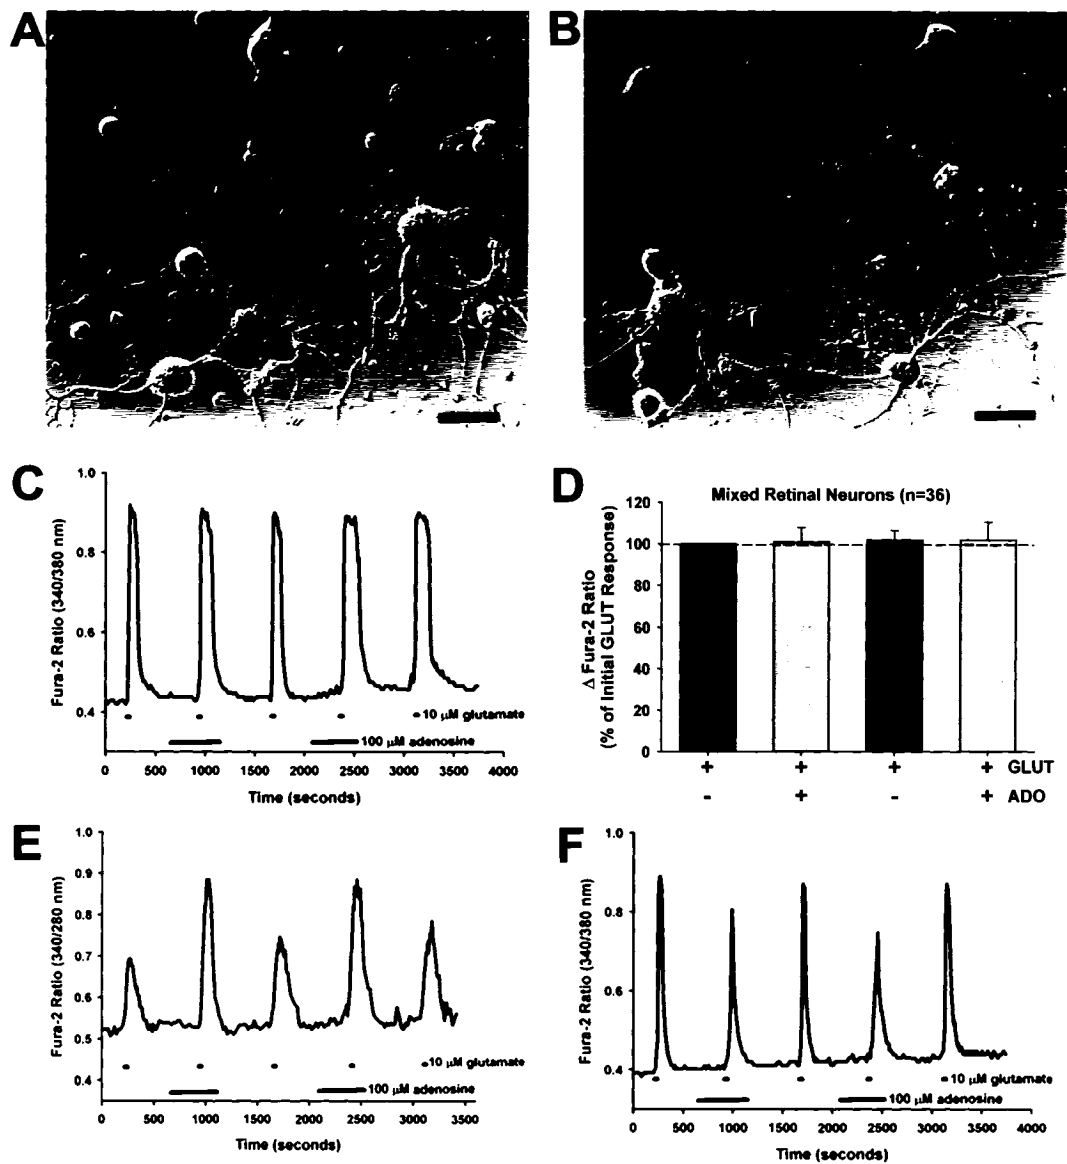 A
B
C
Fura-2 Ratio (340/380 nm)
1.0
0.8
0.6
0.4
10 μM glutamate
100 μM adenosine
0 500 1000 1500 2000 2500 3000 3500 4000
Time (seconds)
D
Mixed Retinal Neurons (n=36)
Δ Fura-2 Ratio
(% of Initial GLUT Response)
120
100
80
60
40
20
0
+ + + + GLUT
- + - + ADO
E
Fura-2 Ratio (340/280 nm)
1.0
0.9
0.8
0.7
0.6
0.5
0.4
10 μM glutamate
100 μM adenosine
0 500 1000 1500 2000 2500 3000 3500
Time (seconds)
F
Fura-2 Ratio (340/380 nm)
1.0
0.8
0.6
0.4
10 μM glutamate
100 μM adenosine
0 500 1000 1500 2000 2500 3000 3500 4000
Time (seconds)